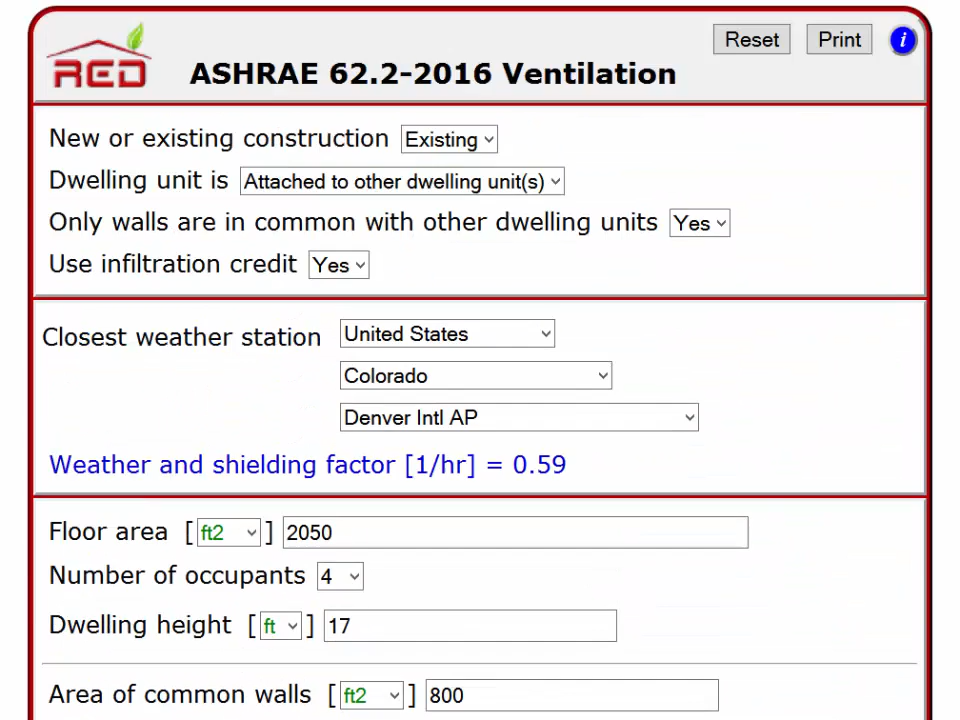 RED
ASHRAE 62.2-2016 Ventilation
Reset
Print
i
New or existing construction Existing
Dwelling unit is Attached to other dwelling unit(s)
Only walls are in common with other dwelling units Yes
Use infiltration credit Yes
Closest weather station United States
Colorado
Denver Intl AP
Weather and shielding factor [1/hr] = 0.59
Floor area [ft2] 2050
Number of occupants 4
Dwelling height [ft] 17
Area of common walls [ft2] 800